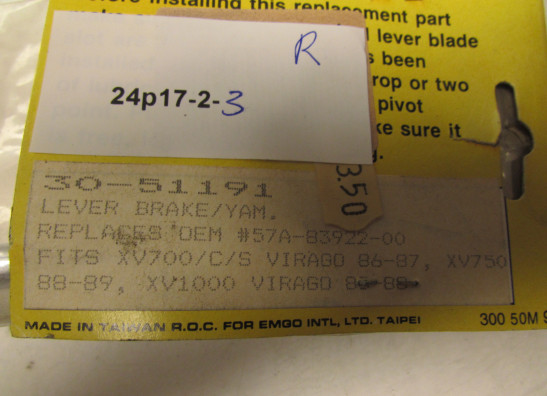 installing this replacement part
lever blade
been
rop or two
pivot
ke sure it
R
24p17-2-3
3.50
30-51191
LEVER BRAKE/YAM.
REPLACES OEM #57A-83922-00
FITS XV700/C/S VIRAGO 86-87, XV750
88-89, XV1000 VIRAGO
MADE IN TAIWAN R.O.C. FOR EMGO INTL, LTD. TAIPEI
300 50M 9